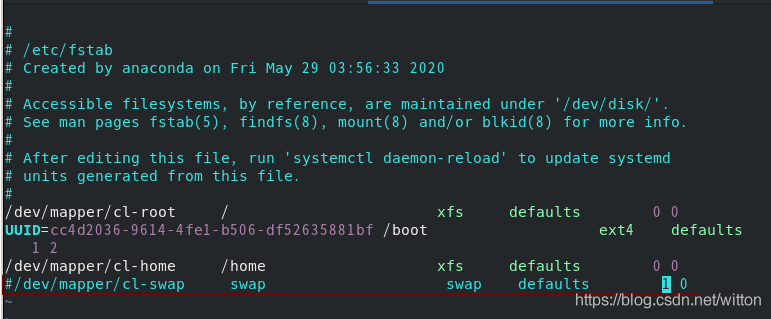 #
# /etc/fstab
# Created by anaconda on Fri May 29 03:56:33 2020
#
# Accessible filesystems, by reference, are maintained under '/dev/disk/'.
# See man pages fstab(5), findfs(8), mount(8) and/or blkid(8) for more info.
#
# After editing this file, run 'systemctl daemon-reload' to update systemd
# units generated from this file.
#
/dev/mapper/cl-root / xfs defaults 0 0
UUID=cc4d2036-9614-4fe1-b506-df52635881bf /boot ext4 defaults
1 2
/dev/mapper/cl-home /home xfs defaults 0 0
#/dev/mapper/cl-swap swap swap defaults 1 0
~
https://blog.csdn.net/witton